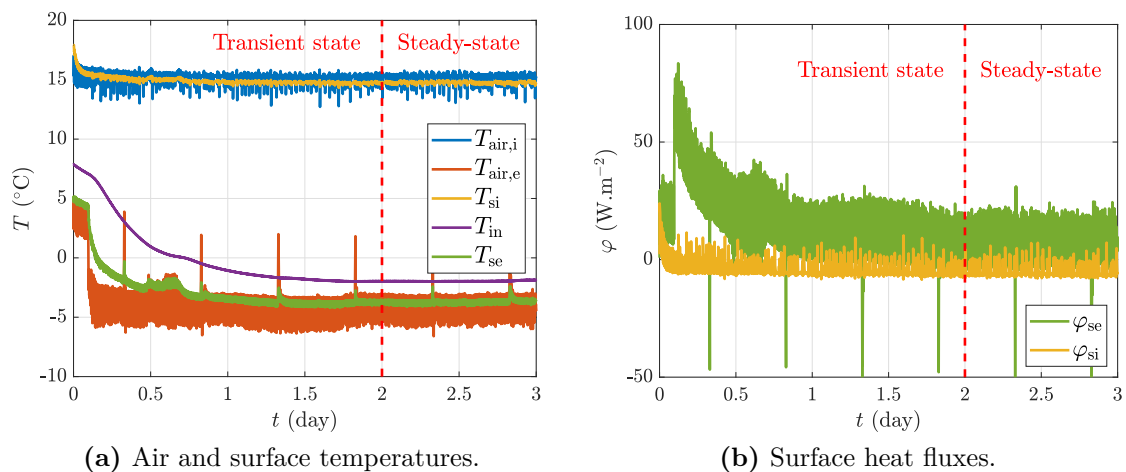 20
15
10
5
0
-5
-10
T (°C)
Transient state
Steady-state
T_air,i
T_air,e
T_si
T_in
T_se
0 0.5 1 1.5 2 2.5 3
t (day)
(a) Air and surface temperatures.
100
50
0
-50
φ (W.m⁻²)
Transient state
Steady-state
φ_se
φ_si
0 0.5 1 1.5 2 2.5 3
t (day)
(b) Surface heat fluxes.